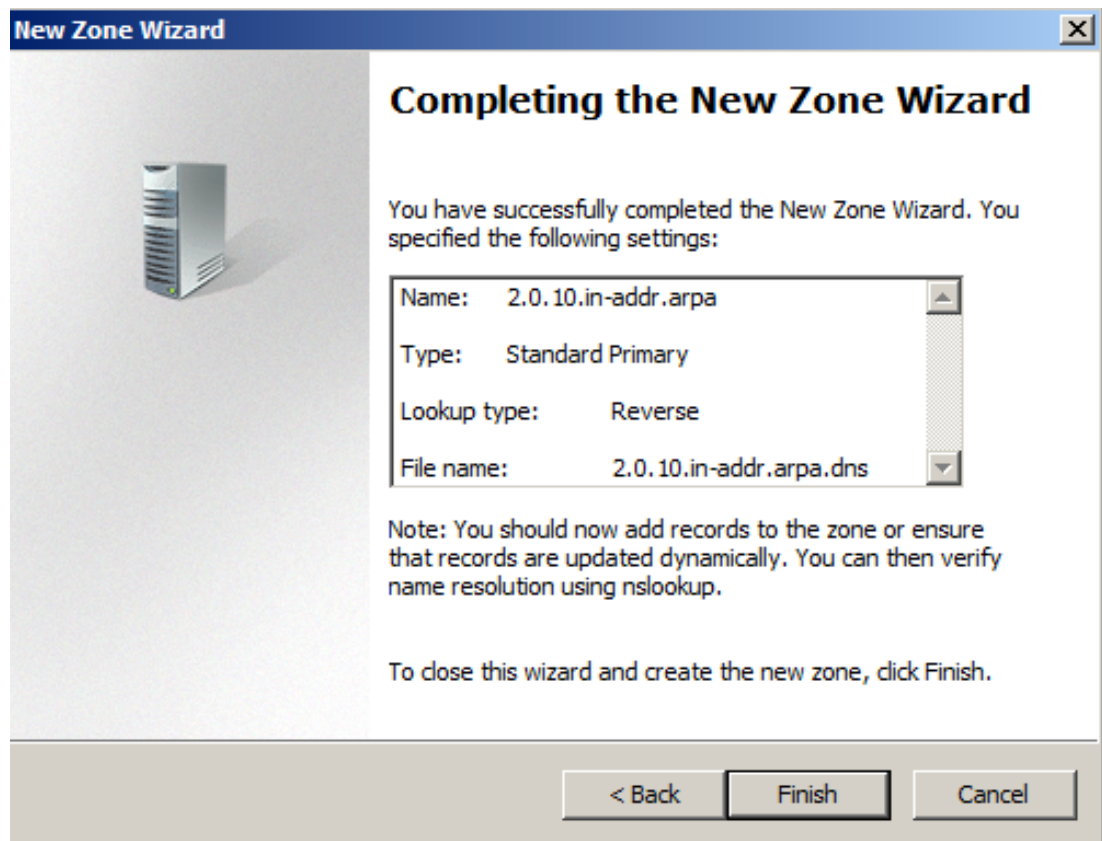 New Zone Wizard
Completing the New Zone Wizard
You have successfully completed the New Zone Wizard. You
specified the following settings:
Name: 2.0.10.in-addr.arpa
Type: Standard Primary
Lookup type: Reverse
File name: 2.0.10.in-addr.arpa.dns
Note: You should now add records to the zone or ensure
that records are updated dynamically. You can then verify
name resolution using nslookup.
To close this wizard and create the new zone, click Finish.
< Back Finish Cancel